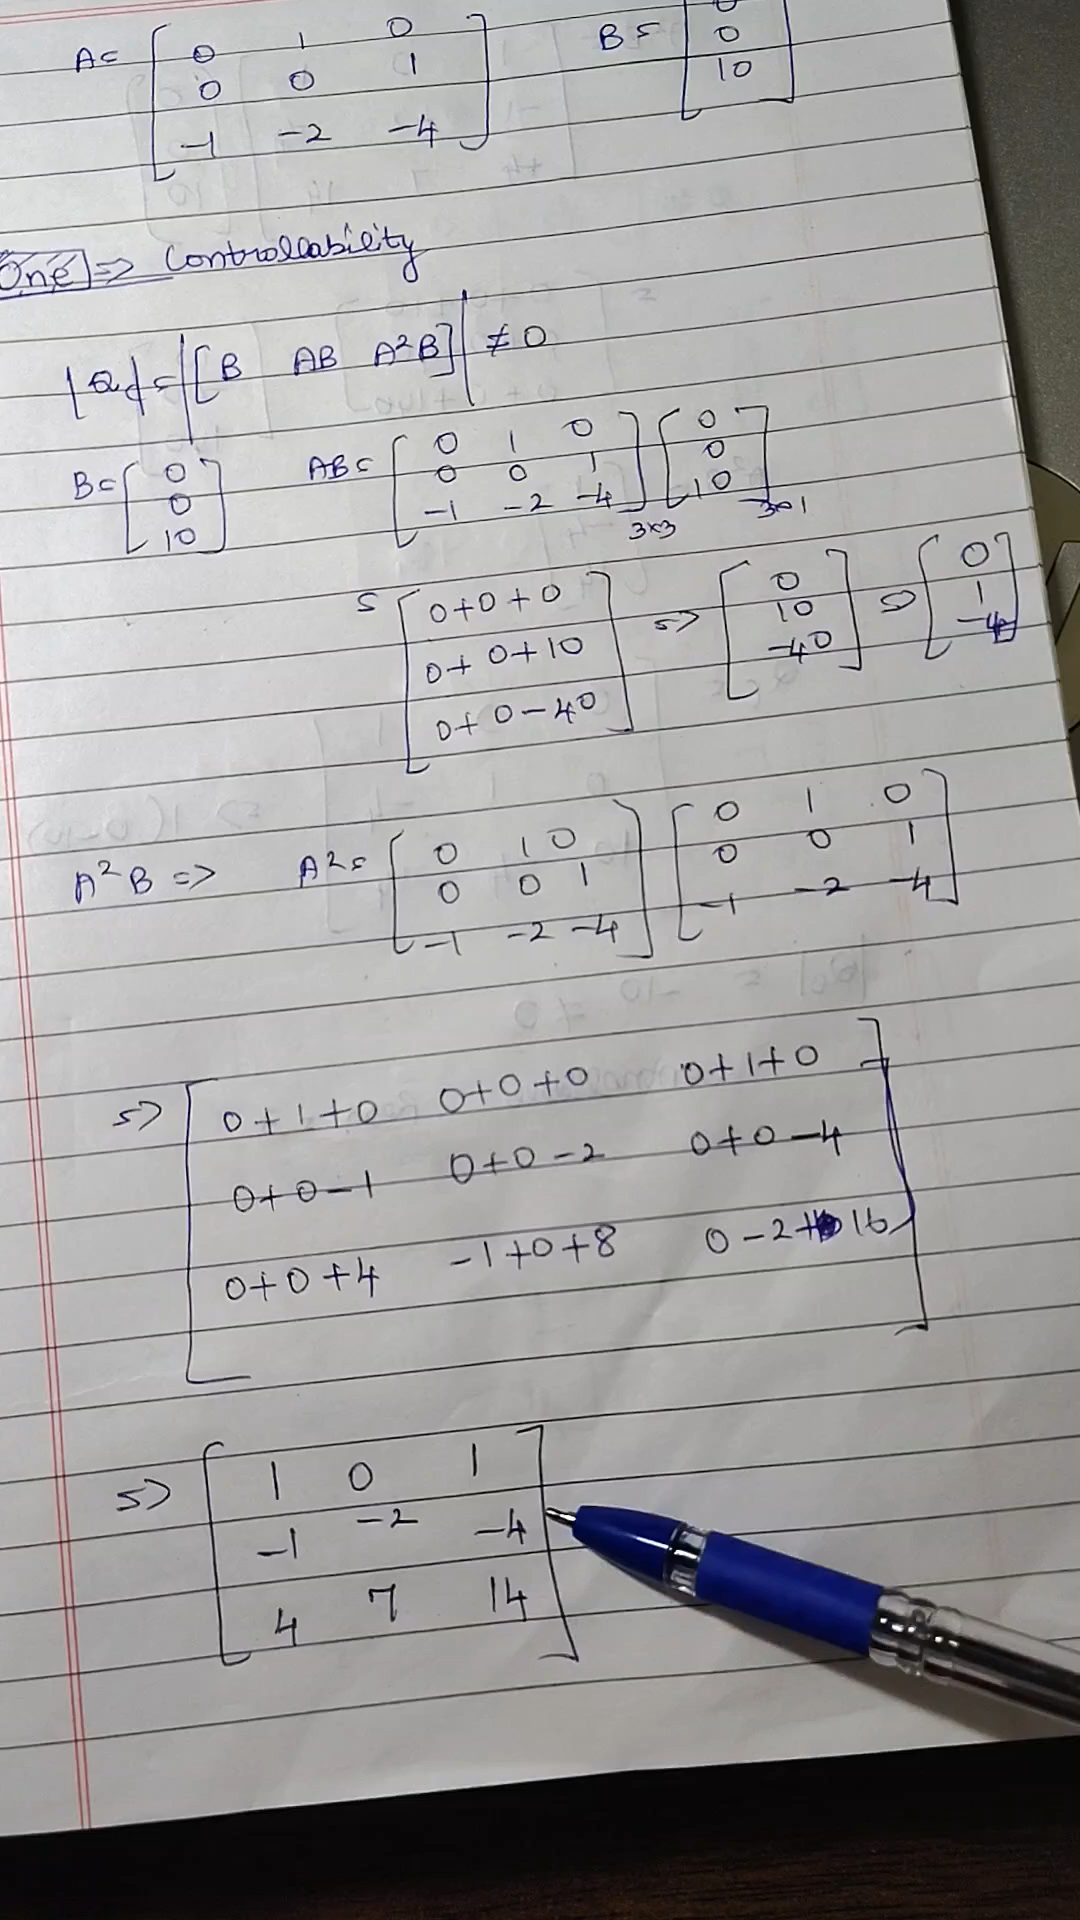 A = [ 0 1 0     B = [ 0
0 0 1     0
-1 -2 -4 ]     10 ]
One => Controllability
|Q| = |[B AB A²B]| ≠ 0
B = [ 0     AB = [ 0 1 0     [ 0
0     0 0 1     0
10 ]     -1 -2 -4 ] 3×3     10 ] 3×1
= [ 0+0+0     => [ 0     => [ 0
0+0+10     10     1
0+0-40 ]     -40 ]     -4 ]
A²B =>     A² = [ 0 1 0     [ 0 1 0
0 0 1     0 0 1
-1 -2 -4 ]     -1 -2 -4 ]
=> [ 0+1+0     0+0+0     0+1+0
0+0-1     0+0-2     0+0-4
0+0+4     -1+0+8     0-2+16 ]
=> [ 1 0 1
-1 -2 -4
4 7 14 ]